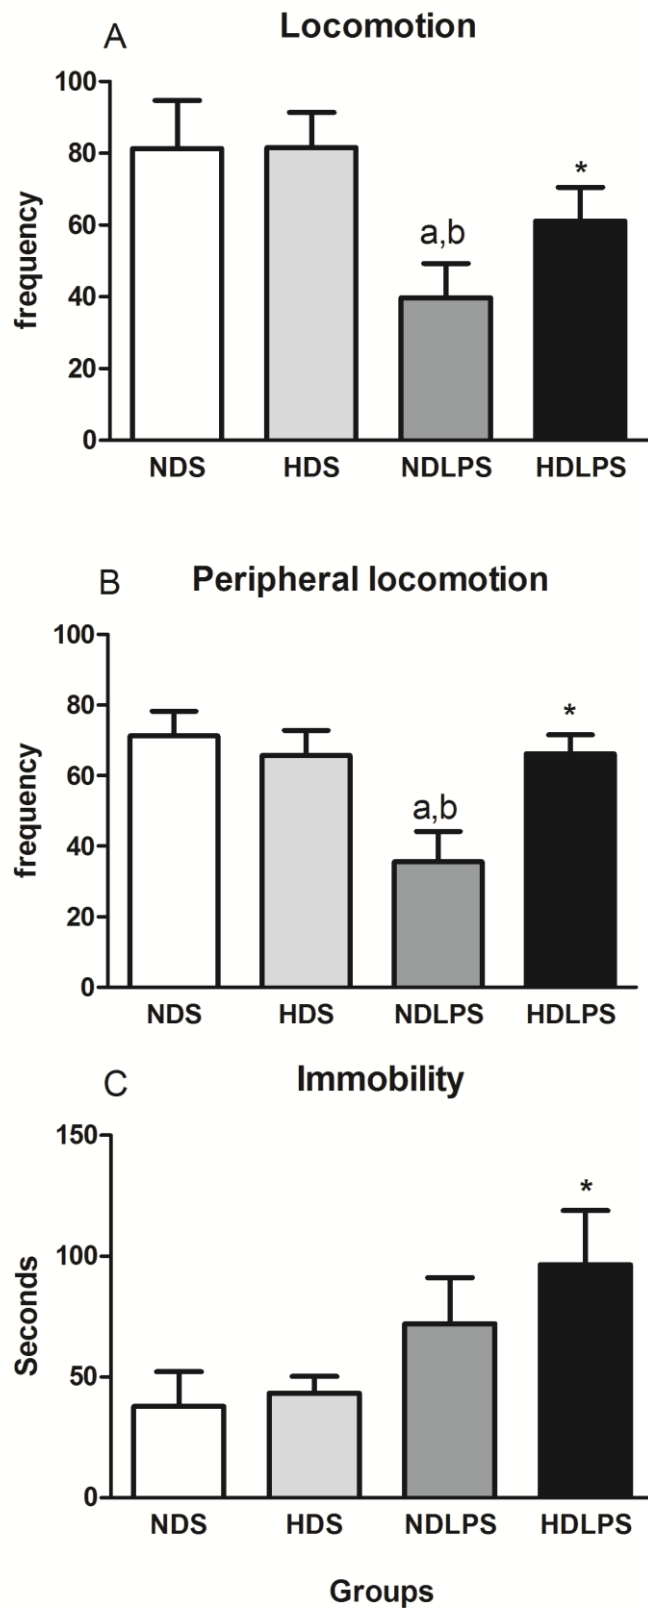 A Locomotion
frequency
100
80
60
40
20
0
a,b
*
NDS HDS NDLPS HDLPS
B Peripheral locomotion
frequency
100
80
60
40
20
0
a,b
*
NDS HDS NDLPS HDLPS
C Immobility
Seconds
150
100
50
0
*
NDS HDS NDLPS HDLPS
Groups